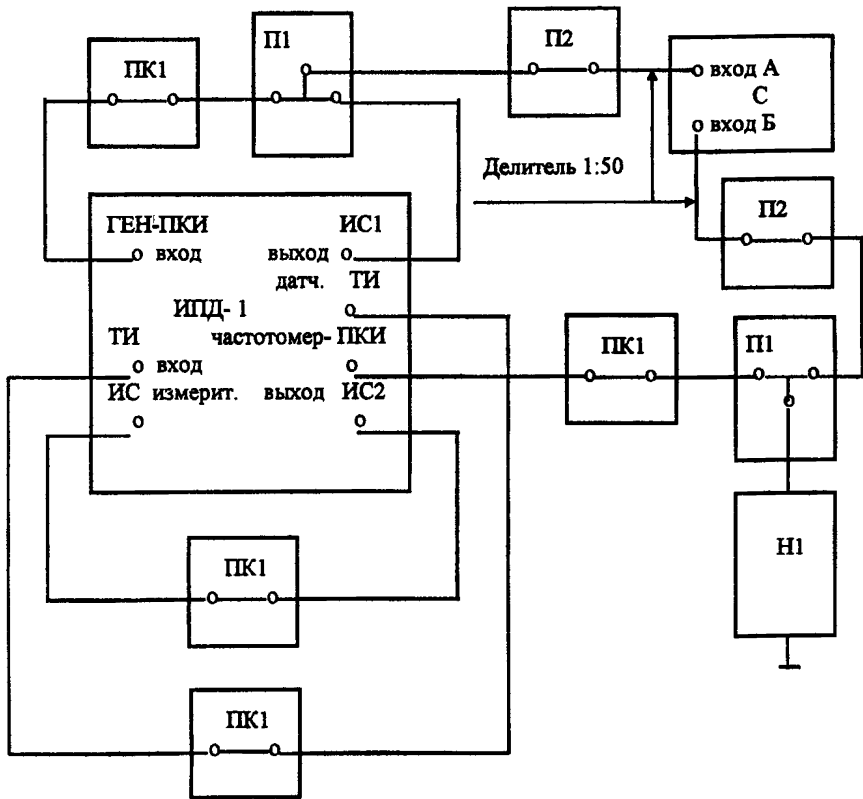 ПК1
П1
П2
вход А
С
вход Б
Делитель 1:50
П2
ГЕН-ПКИ ИС1
вход выход
датч. ТИ
ИПД- 1
ТИ частотомер- ПКИ
вход
ИС измерит. выход ИС2
ПК1
П1
Н1
ПК1
ПК1